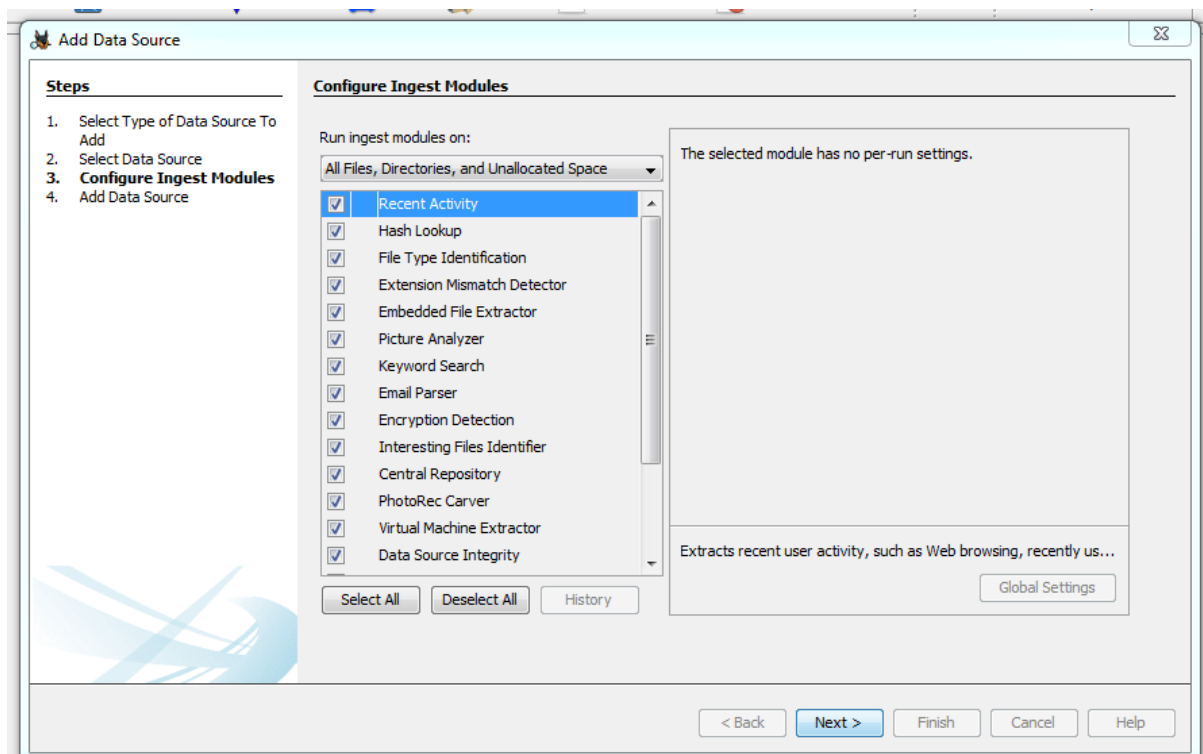 Add Data Source
Steps
1. Select Type of Data Source To
Add
2. Select Data Source
3. Configure Ingest Modules
4. Add Data Source
Configure Ingest Modules
Run ingest modules on:
All Files, Directories, and Unallocated Space
Recent Activity
Hash Lookup
File Type Identification
Extension Mismatch Detector
Embedded File Extractor
Picture Analyzer
Keyword Search
Email Parser
Encryption Detection
Interesting Files Identifier
Central Repository
PhotoRec Carver
Virtual Machine Extractor
Data Source Integrity
Select All Deselect All History
The selected module has no per-run settings.
Extracts recent user activity, such as Web browsing, recently us...
Global Settings
< Back Next > Finish Cancel Help